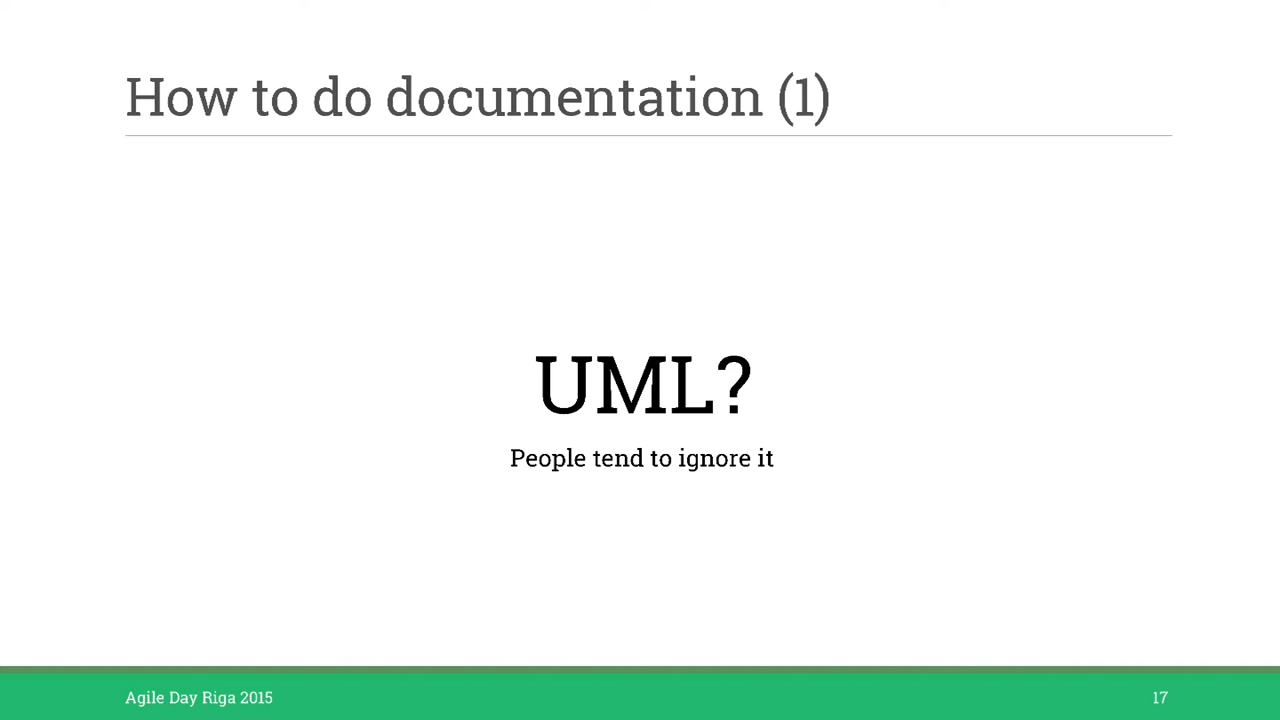 How to do documentation (1)
UML?
People tend to ignore it
Agile Day Riga 2015
17